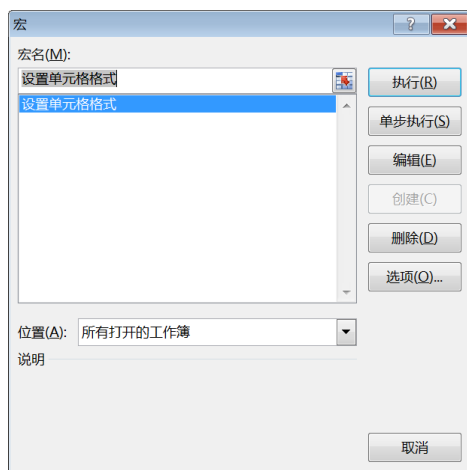 宏
宏名(M):
设置单元格格式
设置单元格格式
执行(R)
单步执行(S)
编辑(E)
创建(C)
删除(D)
选项(O)...
位置(A): 所有打开的工作簿
说明
取消